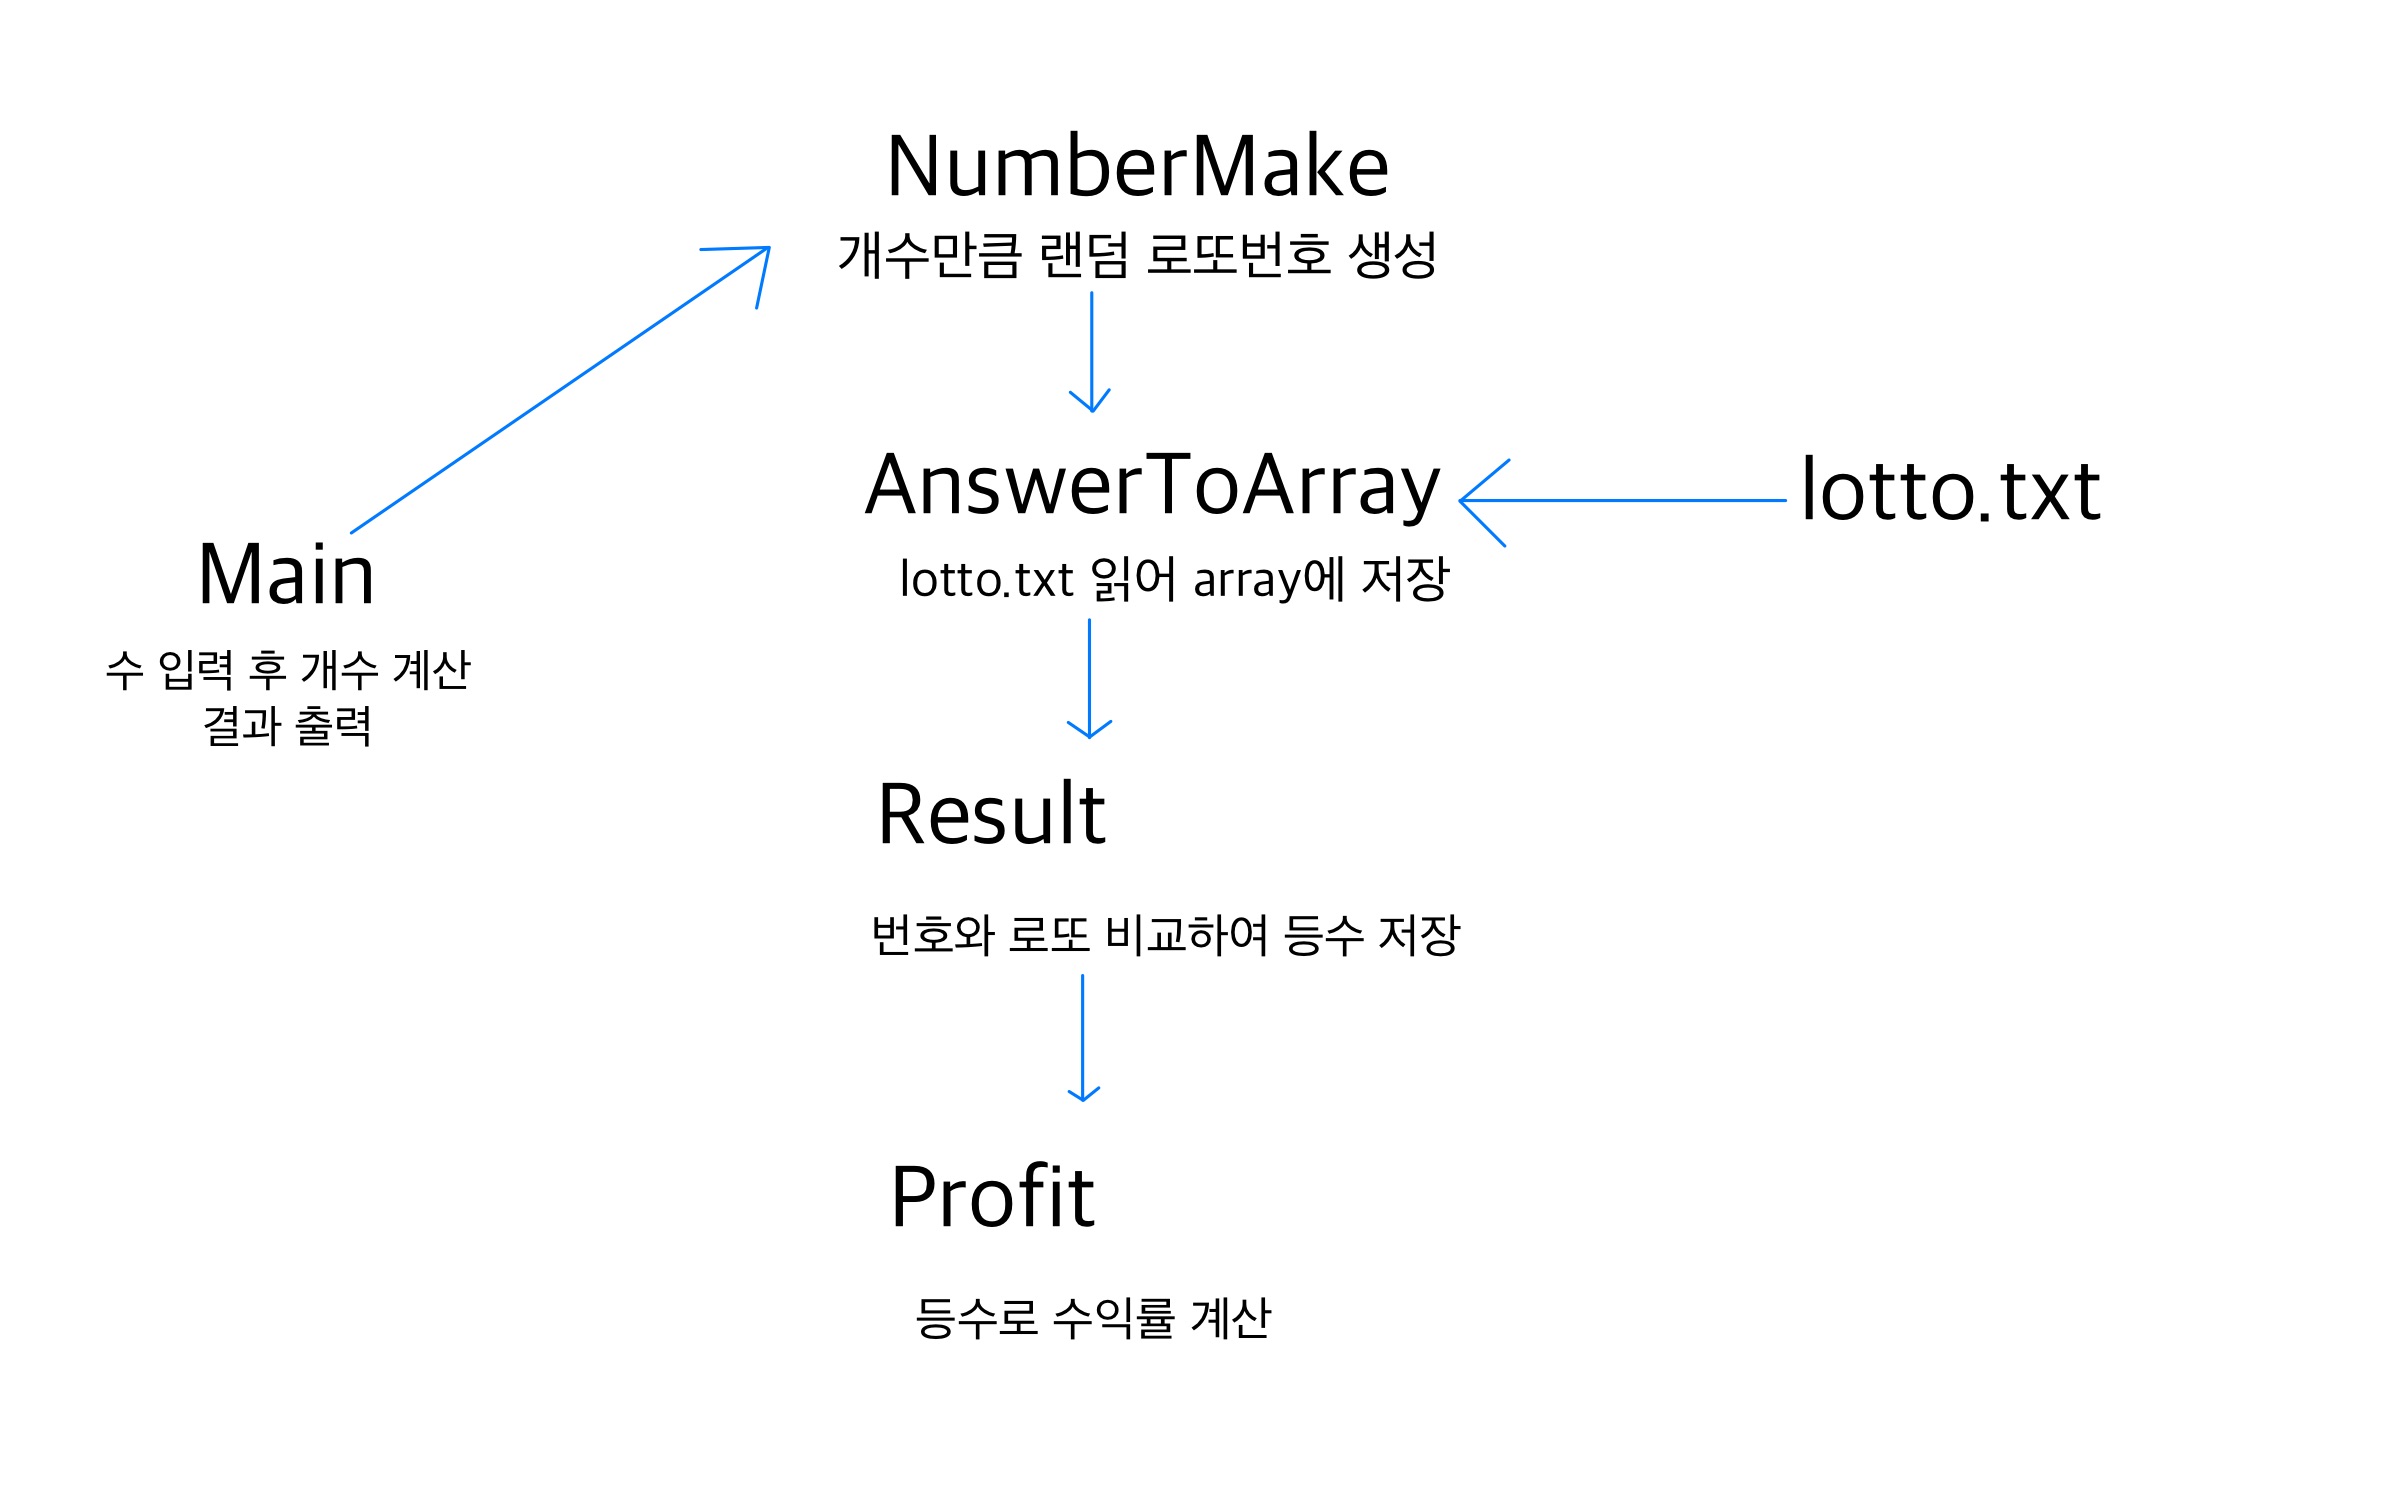 NumberMake
개수만큼 랜덤 로또번호 생성
AnswerToArray
lotto.txt
lotto.txt 읽어 array에 저장
Main
수 입력 후 개수 계산
결과 출력
Result
번호와 로또 비교하여 등수 저장
Profit
등수로 수익률 계산